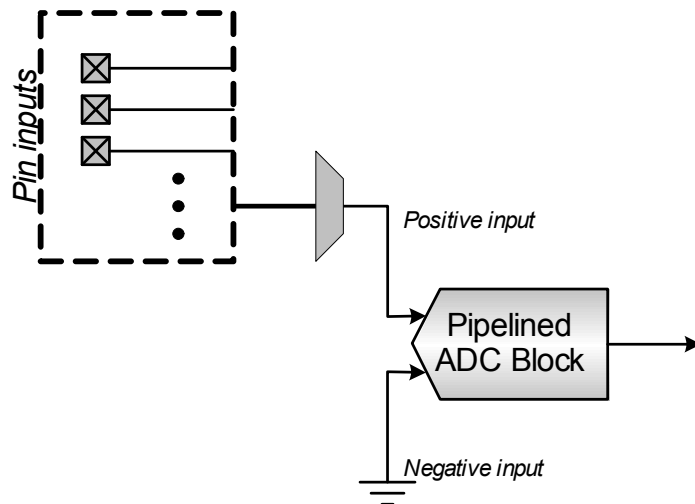 Pin inputs
Positive input
Pipelined
ADC Block
Negative input